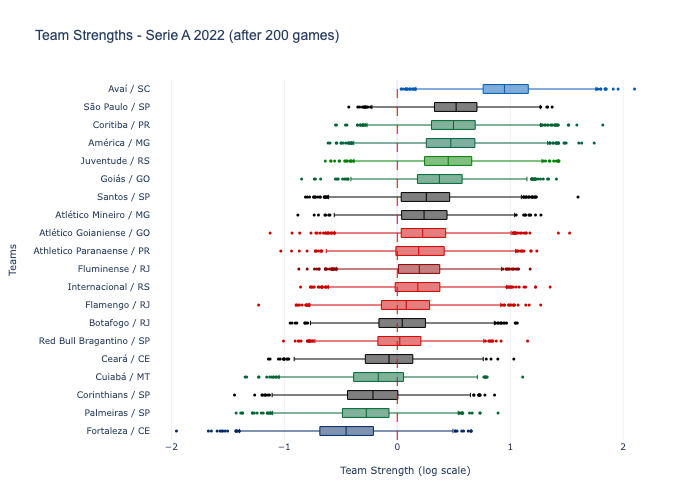 Team Strengths - Serie A 2022 (after 200 games)
Avaí / SC
São Paulo / SP
Coritiba / PR
América / MG
Juventude / RS
Goiás / GO
Santos / SP
Atlético Mineiro / MG
Atlético Goianiense / GO
Athletico Paranaense / PR
Fluminense / RJ
Internacional / RS
Flamengo / RJ
Botafogo / RJ
Red Bull Bragantino / SP
Ceará / CE
Cuiabá / MT
Corinthians / SP
Palmeiras / SP
Fortaleza / CE
Teams
−2 −1 0 1 2
Team Strength (log scale)